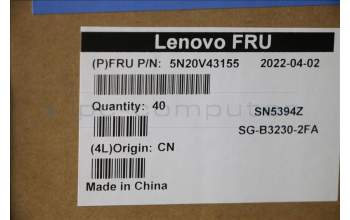 Lenovo FRU
(P)FRU P/N: 5N20V43155 2022-04-02
Quantity: 40
SN5394Z
SG-B3230-2FA
(4L)Origin: CN
Made in China